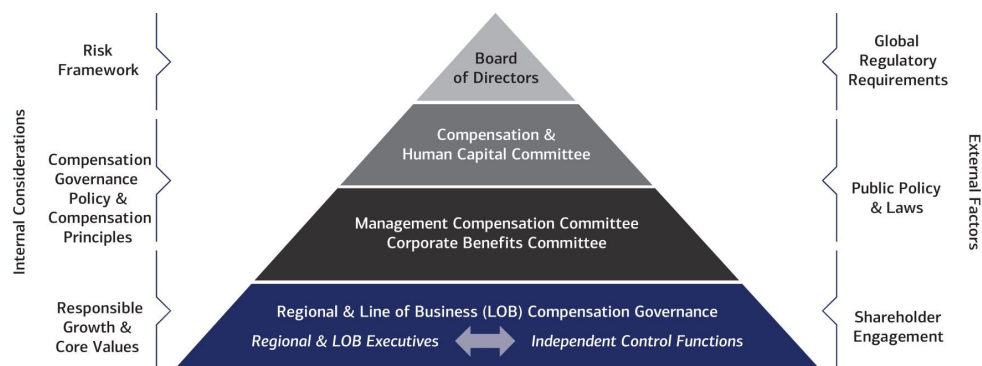 Internal Considerations
Risk
Framework
Compensation
Governance
Policy &
Compensation
Principles
Responsible
Growth &
Core Values
Board
of Directors
Compensation &
Human Capital Committee
Management Compensation Committee
Corporate Benefits Committee
Regional & Line of Business (LOB) Compensation Governance
Regional & LOB Executives
Independent Control Functions
Global
Regulatory
Requirements
Public Policy
& Laws
Shareholder
Engagement
External Factors